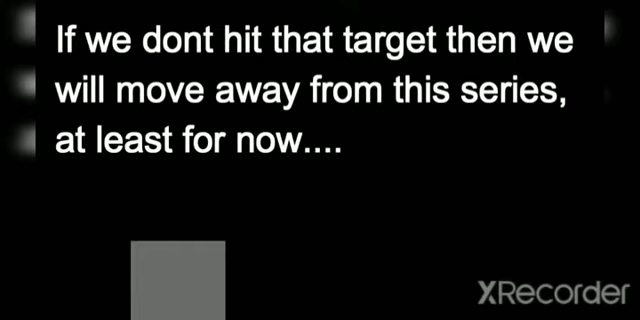 If we dont hit that target then we
will move away from this series,
at least for now....
XRecorder